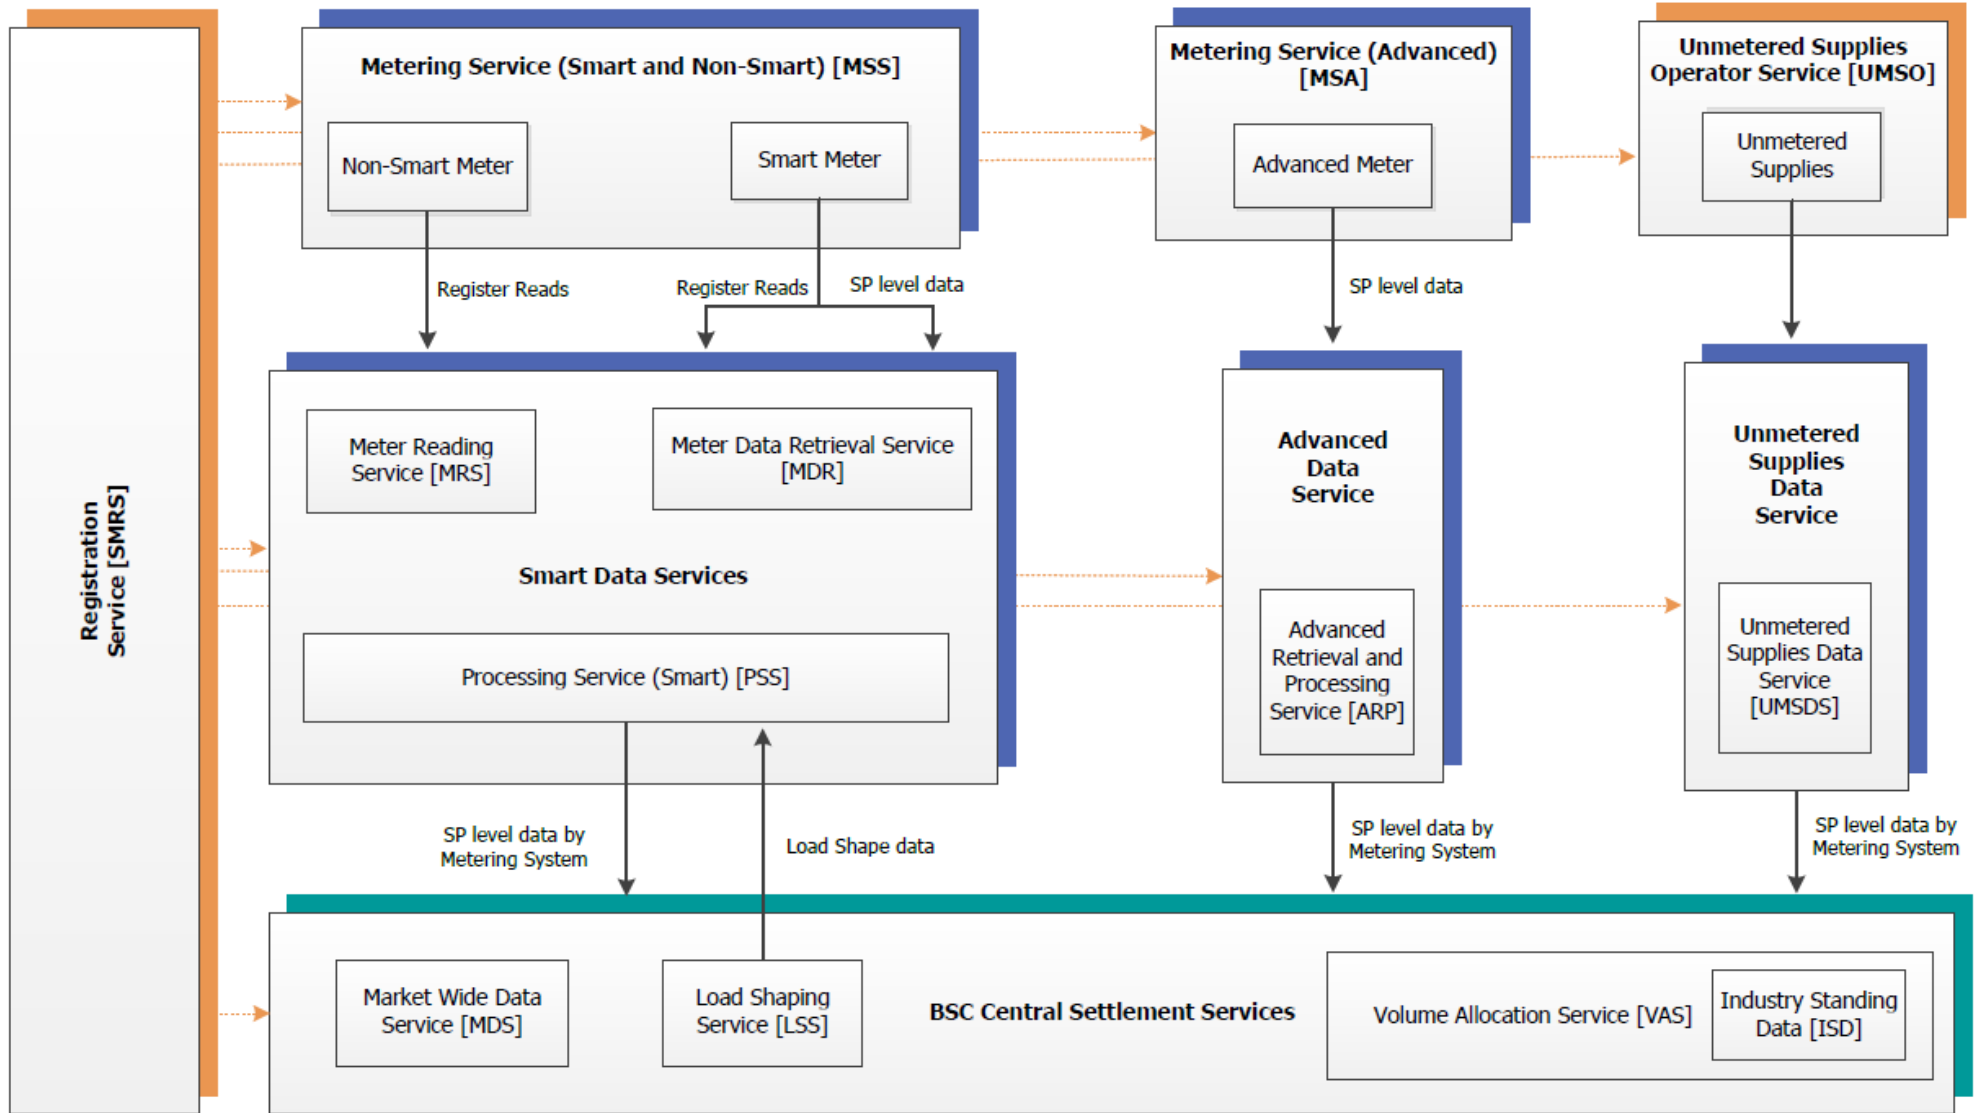 Registration
Service [SMRS]
Metering Service (Smart and Non-Smart) [MSS]
Non-Smart Meter
Smart Meter
Metering Service (Advanced)
[MSA]
Advanced Meter
Unmetered Supplies
Operator Service [UMSO]
Unmetered
Supplies
Register Reads
Register Reads
SP level data
SP level data
Meter Reading
Service [MRS]
Meter Data Retrieval Service
[MDR]
Smart Data Services
Processing Service (Smart) [PSS]
Advanced
Data
Service
Advanced
Retrieval and
Processing
Service [ARP]
Unmetered
Supplies
Data
Service
Unmetered
Supplies Data
Service
[UMSDS]
SP level data by
Metering System
Load Shape data
SP level data by
Metering System
SP level data by
Metering System
Market Wide Data
Service [MDS]
Load Shaping
Service [LSS]
BSC Central Settlement Services
Volume Allocation Service [VAS]
Industry Standing
Data [ISD]